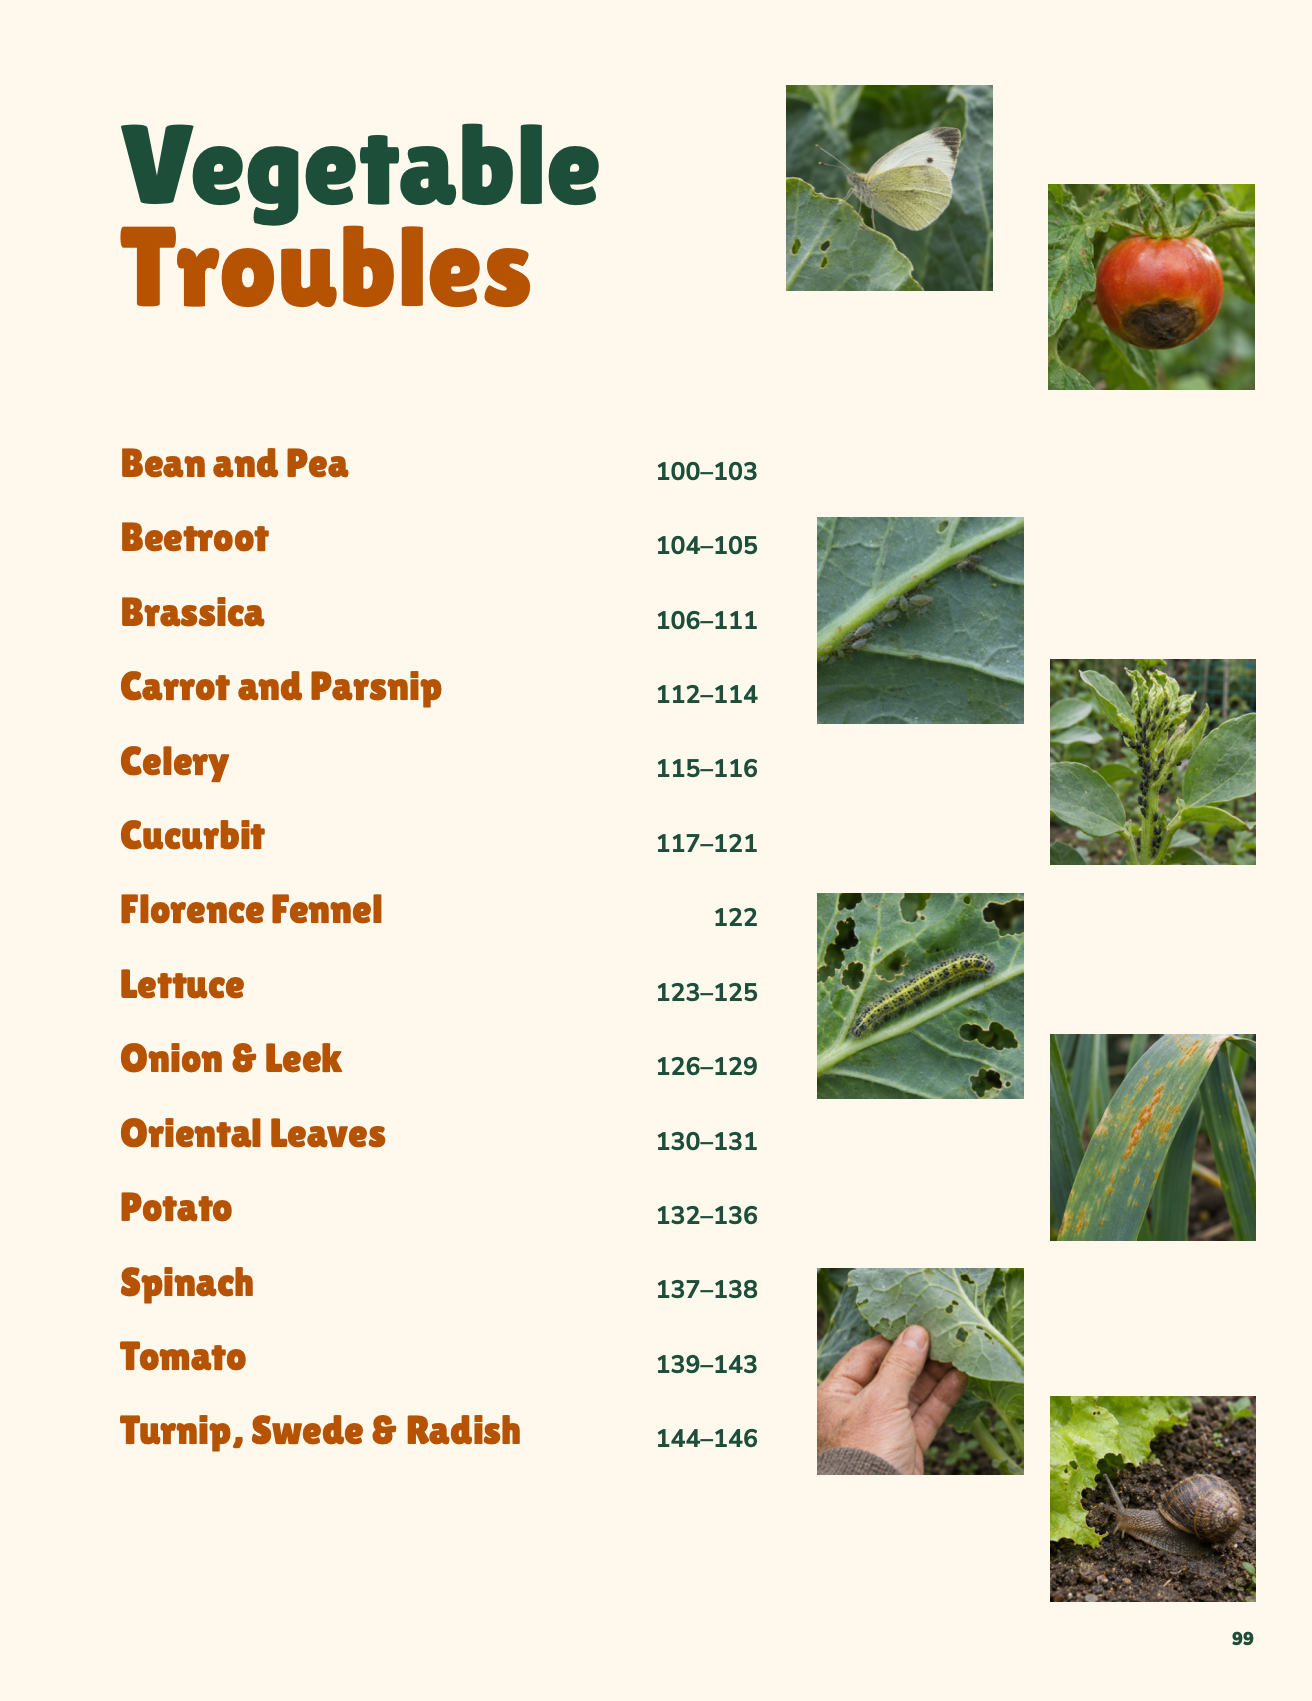 Vegetable
Troubles
Bean and Pea 100–103
Beetroot 104–105
Brassica 106–111
Carrot and Parsnip 112–114
Celery 115–116
Cucurbit 117–121
Florence Fennel 122
Lettuce 123–125
Onion & Leek 126–129
Oriental Leaves 130–131
Potato 132–136
Spinach 137–138
Tomato 139–143
Turnip, Swede & Radish 144–146
99